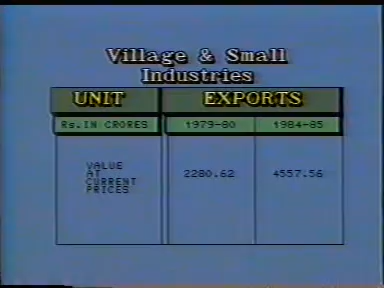 Village & Small
Industries
UNIT EXPORTS
Rs.IN CRORES 1979-80 1984-85
VALUE
AT
CURRENT
PRICES
2280.62 4557.56